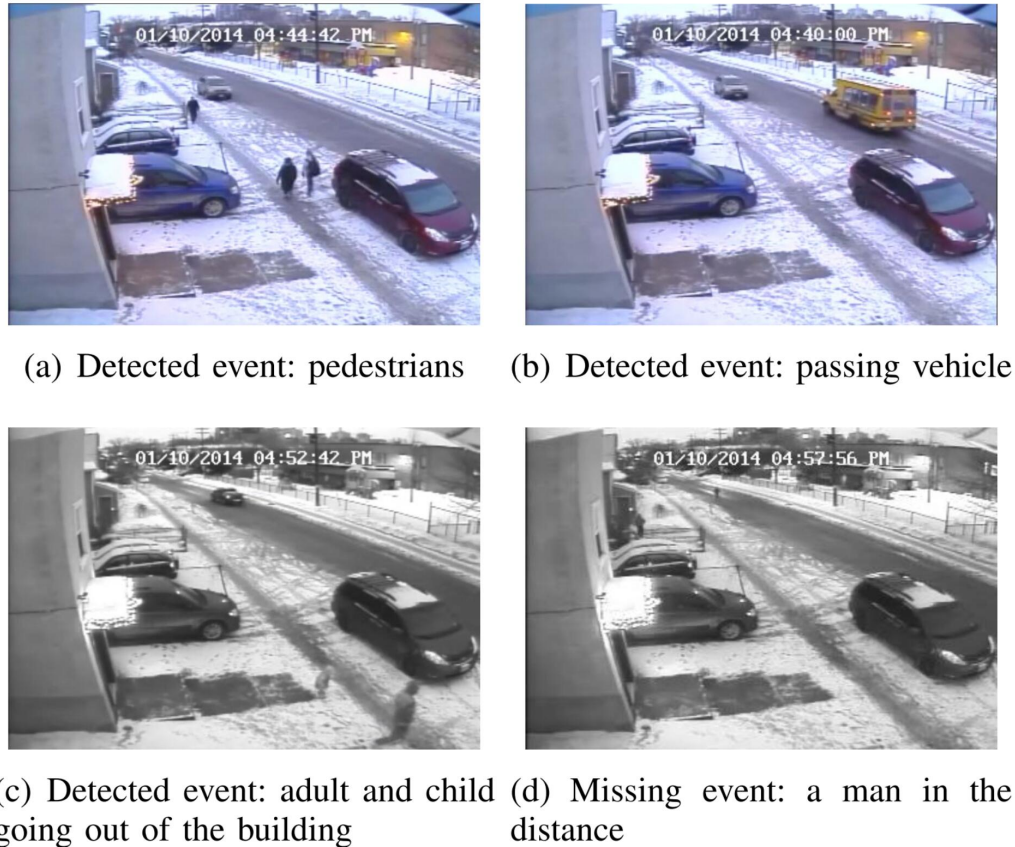 01/10/2014 04:44:42 PM
01/10/2014 04:40:00 PM
(a) Detected event: pedestrians
(b) Detected event: passing vehicle
01/10/2014 04:52:42 PM
01/10/2014 04:57:56 PM
(c) Detected event: adult and child
going out of the building
(d) Missing event: a man in the
distance